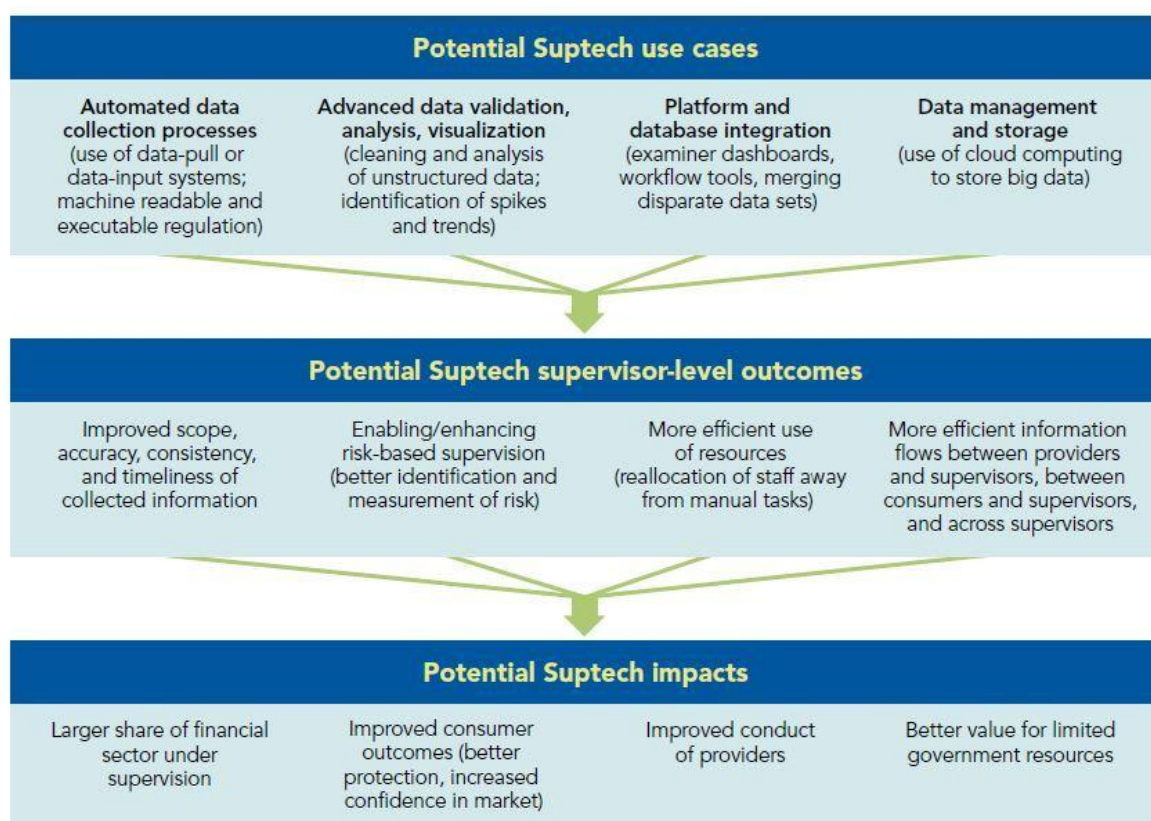 Potential Suptech use cases
Automated data
collection processes
(use of data-pull or
data-input systems;
machine readable and
executable regulation)
Advanced data validation,
analysis, visualization
(cleaning and analysis
of unstructured data;
identification of spikes
and trends)
Platform and
database integration
(examiner dashboards,
workflow tools, merging
disparate data sets)
Data management
and storage
(use of cloud computing
to store big data)
Potential Suptech supervisor-level outcomes
Improved scope,
accuracy, consistency,
and timeliness of
collected information
Enabling/enhancing
risk-based supervision
(better identification and
measurement of risk)
More efficient use
of resources
(reallocation of staff away
from manual tasks)
More efficient information
flows between providers
and supervisors, between
consumers and supervisors,
and across supervisors
Potential Suptech impacts
Larger share of financial
sector under
supervision
Improved consumer
outcomes (better
protection, increased
confidence in market)
Improved conduct
of providers
Better value for limited
government resources